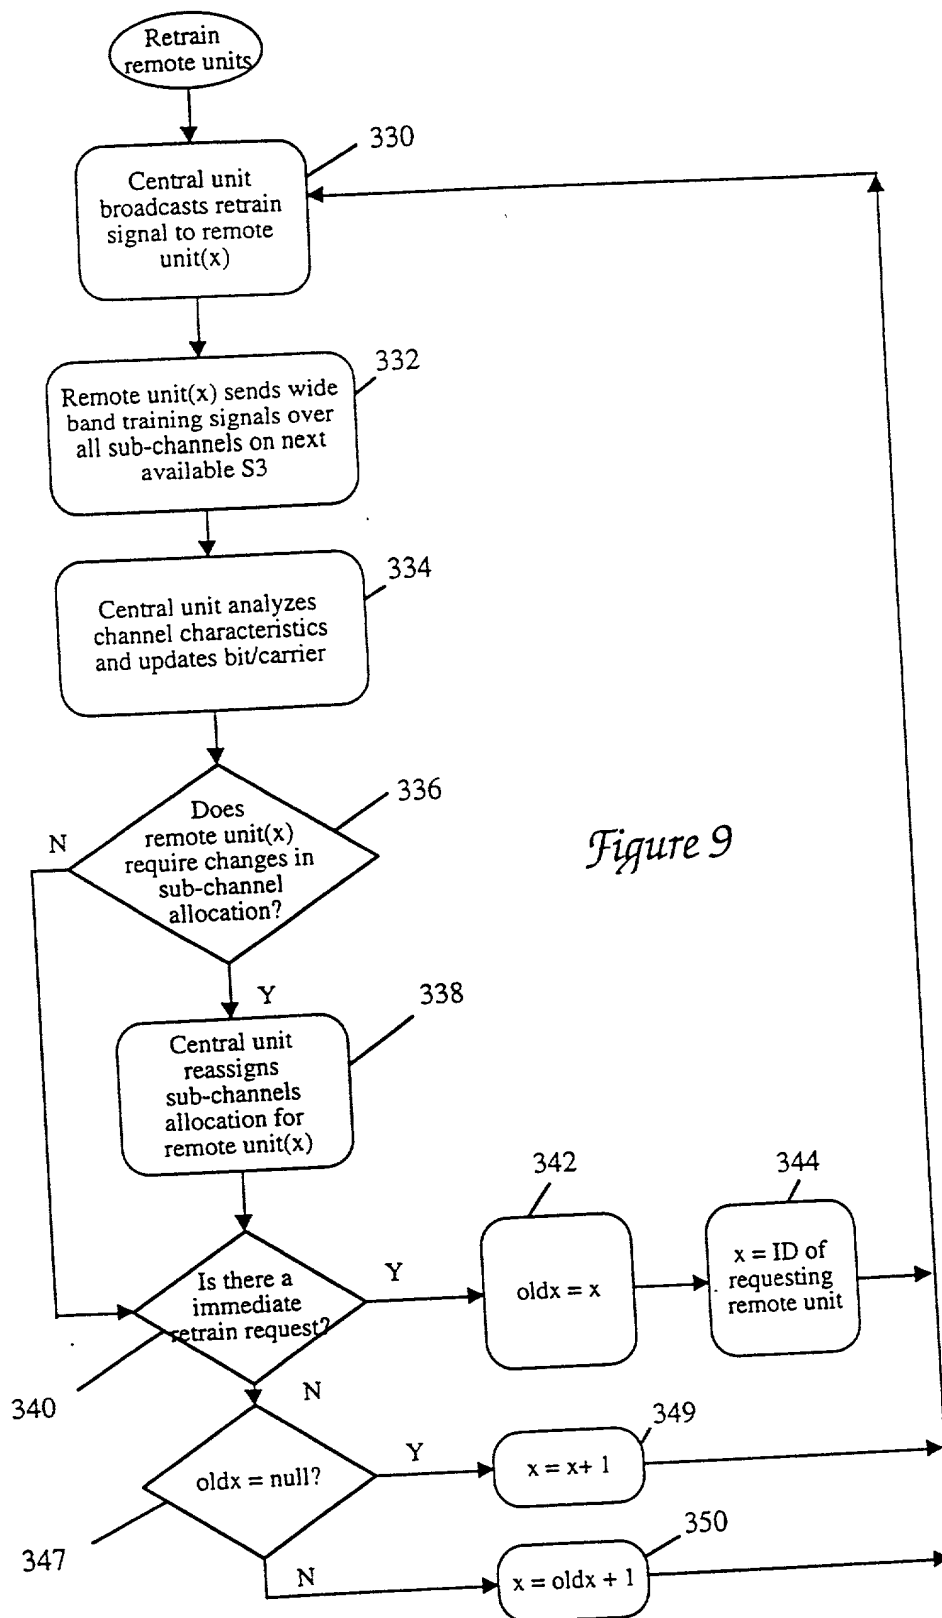 Retrain
remote units
330
Central unit
broadcasts retrain
signal to remote
unit(x)
332
Remote unit(x) sends wide
band training signals over
all sub-channels on next
available S3
334
Central unit analyzes
channel characteristics
and updates bit/carrier
336
Does
remote unit(x)
require changes in
sub-channel
allocation?
N
Figure 9
Y
338
Central unit
reassigns
sub-channels
allocation for
remote unit(x)
342
344
Is there a
immediate
retrain request?
Y
oldx = x
x = ID of
requesting
remote unit
340
N
349
oldx = null?
Y
x = x+ 1
347
350
N
x = oldx + 1